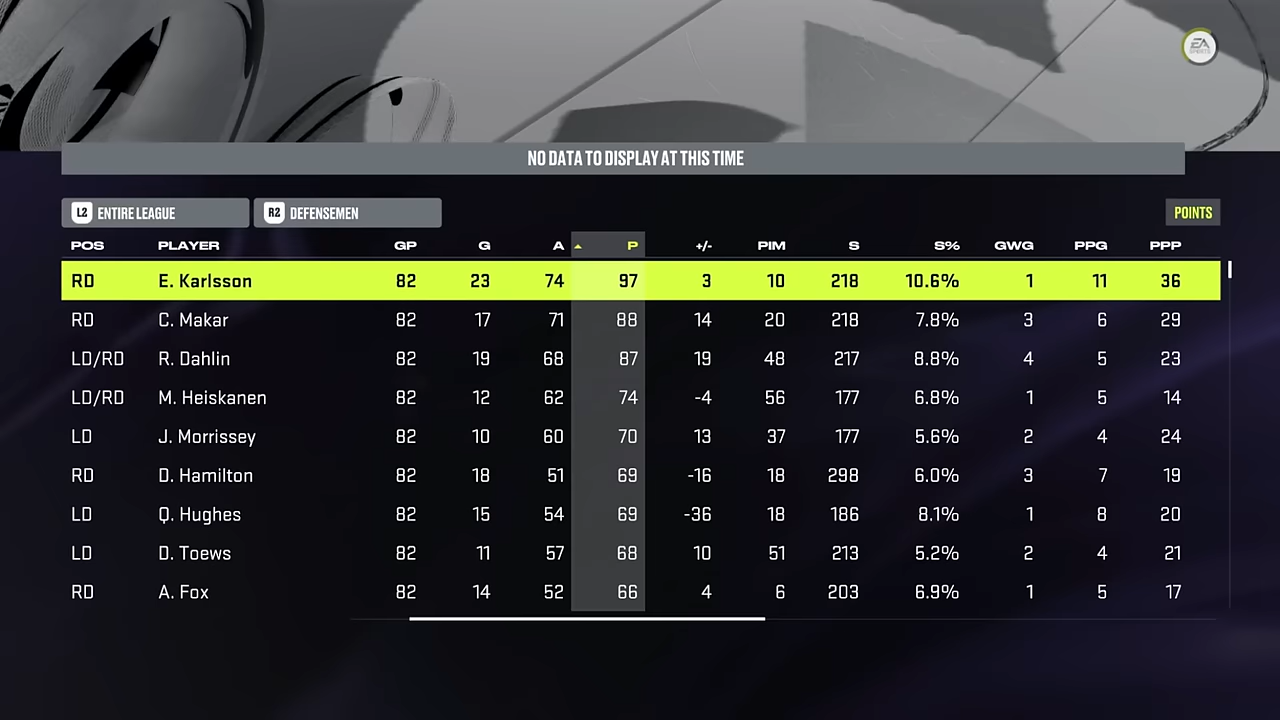 EA SPORTS
NO DATA TO DISPLAY AT THIS TIME
L2 ENTIRE LEAGUE R2 DEFENSEMEN POINTS
POS PLAYER GP G A P +/- PIM S S% GWG PPG PPP
RD E. Karlsson 82 23 74 97 3 10 218 10.6% 1 11 36
RD C. Makar 82 17 71 88 14 20 218 7.8% 3 6 29
LD/RD R. Dahlin 82 19 68 87 19 48 217 8.8% 4 5 23
LD/RD M. Heiskanen 82 12 62 74 -4 56 177 6.8% 1 5 14
LD J. Morrissey 82 10 60 70 13 37 177 5.6% 2 4 24
RD D. Hamilton 82 18 51 69 -16 18 298 6.0% 3 7 19
LD Q. Hughes 82 15 54 69 -36 18 186 8.1% 1 8 20
LD D. Toews 82 11 57 68 10 51 213 5.2% 2 4 21
RD A. Fox 82 14 52 66 4 6 203 6.9% 1 5 17